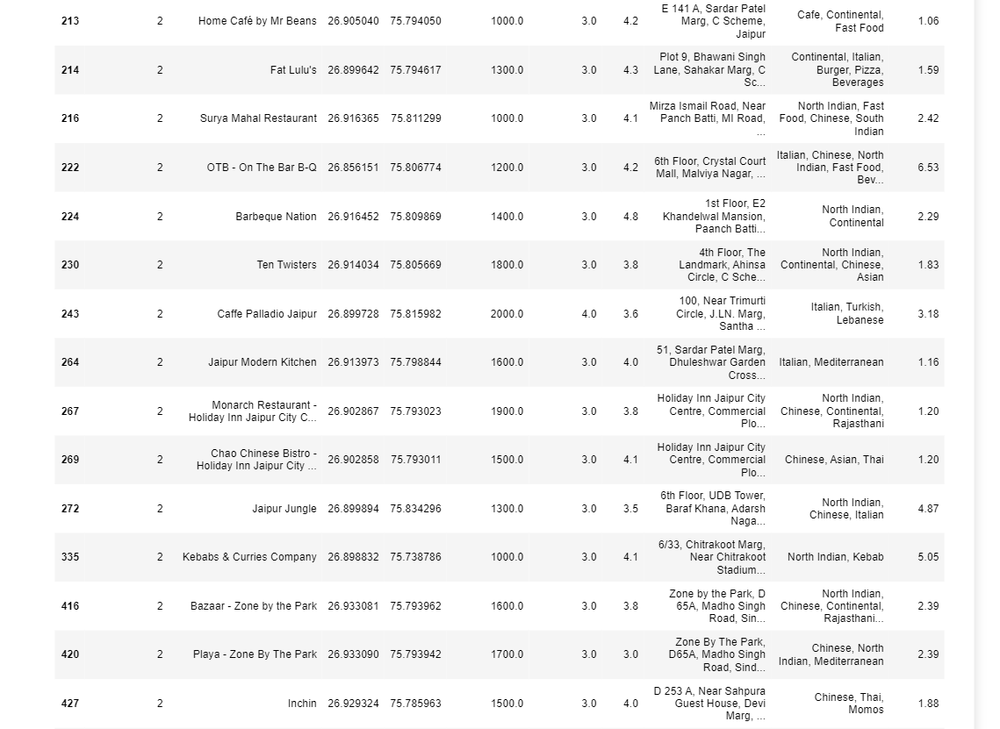 213 2 Home Café by Mr Beans 26.905040 75.794050 1000.0 3.0 4.2 E 141 A, Sardar Patel Marg, C Scheme, Jaipur Cafe, Continental, Fast Food 1.06
214 2 Fat Lulu's 26.899642 75.794617 1300.0 3.0 4.3 Plot 9, Bhawani Singh Lane, Sahakar Marg, C Sc... Continental, Italian, Burger, Pizza, Beverages 1.59
216 2 Surya Mahal Restaurant 26.916365 75.811299 1000.0 3.0 4.1 Mirza Ismail Road, Near Panch Batti, MI Road, ... North Indian, Fast Food, Chinese, South Indian 2.42
222 2 OTB - On The Bar B-Q 26.856151 75.806774 1200.0 3.0 4.2 6th Floor, Crystal Court Mall, Malviya Nagar, ... Italian, Chinese, North Indian, Fast Food, Bev... 6.53
224 2 Barbeque Nation 26.916452 75.809869 1400.0 3.0 4.8 1st Floor, E2 Khandelwal Mansion, Paanch Batti... North Indian, Continental 2.29
230 2 Ten Twisters 26.914034 75.805669 1800.0 3.0 3.8 4th Floor, The Landmark, Ahinsa Circle, C Sche... North Indian, Continental, Chinese, Asian 1.83
243 2 Caffe Palladio Jaipur 26.899728 75.815982 2000.0 4.0 3.6 100, Near Trimurti Circle, J.LN. Marg, Santha ... Italian, Turkish, Lebanese 3.18
264 2 Jaipur Modern Kitchen 26.913973 75.798844 1600.0 3.0 4.0 51, Sardar Patel Marg, Dhuleshwar Garden Cross... Italian, Mediterranean 1.16
267 2 Monarch Restaurant - Holiday Inn Jaipur City C... 26.902867 75.793023 1900.0 3.0 3.8 Holiday Inn Jaipur City Centre, Commercial Plo... North Indian, Chinese, Continental, Rajasthani 1.20
269 2 Chao Chinese Bistro - Holiday Inn Jaipur City ... 26.902858 75.793011 1500.0 3.0 4.1 Holiday Inn Jaipur City Centre, Commercial Plo... Chinese, Asian, Thai 1.20
272 2 Jaipur Jungle 26.899894 75.834296 1300.0 3.0 3.5 6th Floor, UDB Tower, Baraf Khana, Adarsh Naga... North Indian, Chinese, Italian 4.87
335 2 Kebabs & Curries Company 26.898832 75.738786 1000.0 3.0 4.1 6/33, Chitrakoot Marg, Near Chitrakoot Stadium... North Indian, Kebab 5.05
416 2 Bazaar - Zone by the Park 26.933081 75.793962 1600.0 3.0 3.8 Zone by the Park, D 65A, Madho Singh Road, Sin... North Indian, Chinese, Continental, Rajasthani... 2.39
420 2 Playa - Zone By The Park 26.933090 75.793942 1700.0 3.0 3.0 Zone By The Park, D65A, Madho Singh Road, Sind... Chinese, North Indian, Mediterranean 2.39
427 2 Inchin 26.929324 75.785963 1500.0 3.0 4.0 D 253 A, Near Sahpura Guest House, Devi Marg, ... Chinese, Thai, Momos 1.88